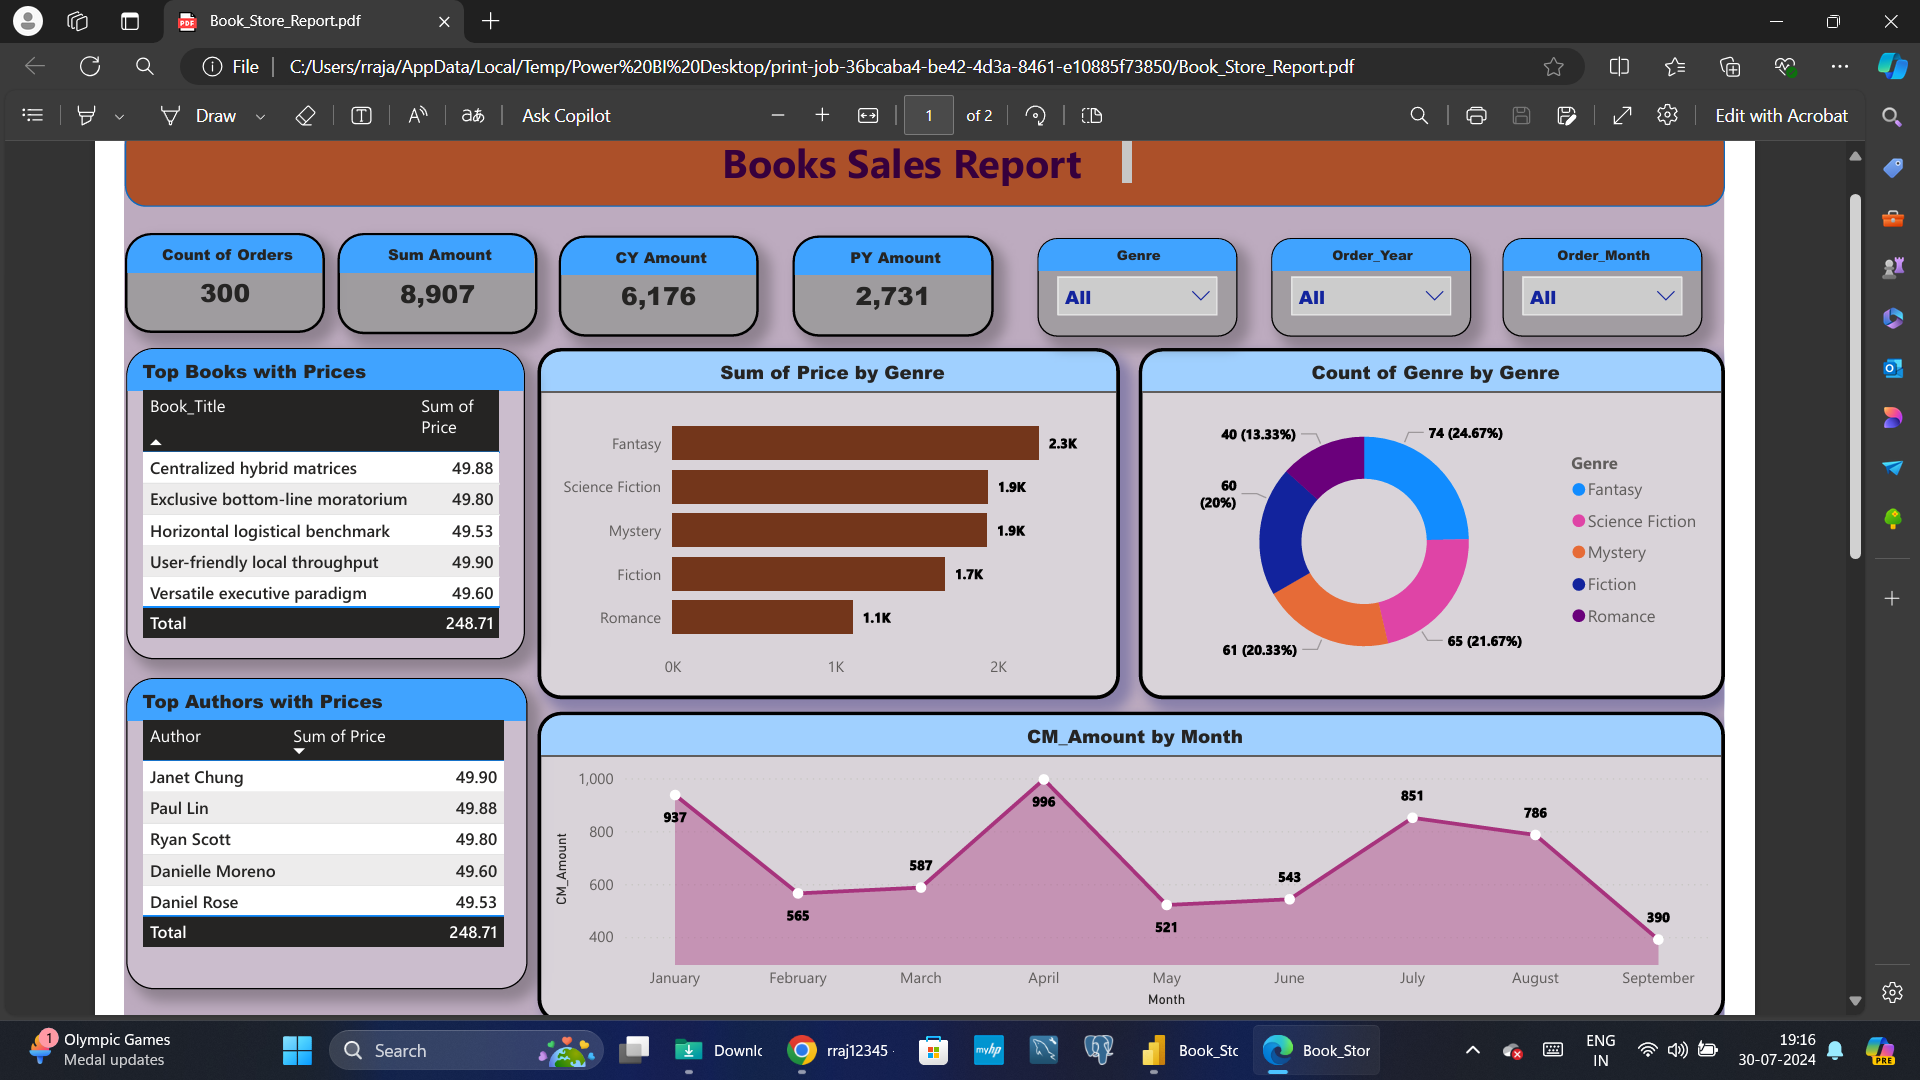 Book_Store_Report.pdf
File
C:/Users/rraja/AppData/Local/Temp/Power%20BI%20Desktop/print-job-36bcaba4-be42-4d3a-8461-e10885f73850/Book_Store_Report.pdf
Draw
aあ
Ask Copilot
1
of 2
Edit with Acrobat
Books Sales Report
Count of Orders
300
Sum Amount
8,907
CY Amount
6,176
PY Amount
2,731
Genre
All
Order_Year
All
Order_Month
All
Top Books with Prices
Book_Title Sum of
Price
Centralized hybrid matrices 49.88
Exclusive bottom-line moratorium 49.80
Horizontal logistical benchmark 49.53
User-friendly local throughput 49.90
Versatile executive paradigm 49.60
Total 248.71
Top Authors with Prices
Author Sum of Price
Janet Chung 49.90
Paul Lin 49.88
Ryan Scott 49.80
Danielle Moreno 49.60
Daniel Rose 49.53
Total 248.71
Sum of Price by Genre
Fantasy 2.3K
Science Fiction 1.9K
Mystery 1.9K
Fiction 1.7K
Romance 1.1K
0K 1K 2K
Count of Genre by Genre
40 (13.33%)
74 (24.67%)
60
(20%)
61 (20.33%)
65 (21.67%)
Genre
Fantasy
Science Fiction
Mystery
Fiction
Romance
CM_Amount by Month
CM_Amount
1,000
800
600
400
937
565
587
996
521
543
851
786
390
January February March April May June July August September
Month
1
Olympic Games
Medal updates
Search
Downlc
rraj12345
myhp
Book_Stc
Book_Stor
ENG
IN
19:16
30-07-2024
PRE